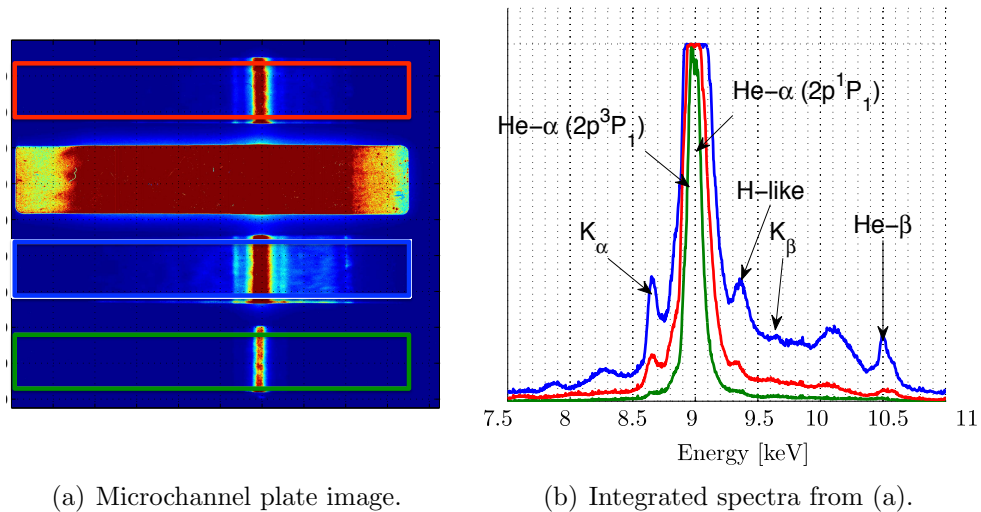 He-α (2p³P₁)
He-α (2p¹P₁)
H-like
K_α
K_β
He-β
7.5 8 8.5 9 9.5 10 10.5 11
Energy [keV]
(a) Microchannel plate image.
(b) Integrated spectra from (a).